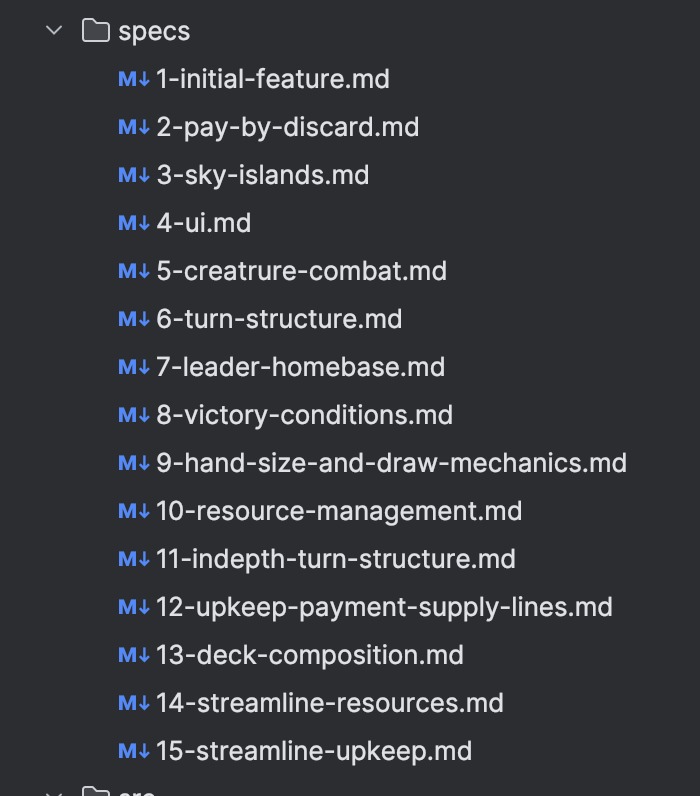 specs
M↓ 1-initial-feature.md
M↓ 2-pay-by-discard.md
M↓ 3-sky-islands.md
M↓ 4-ui.md
M↓ 5-creatrure-combat.md
M↓ 6-turn-structure.md
M↓ 7-leader-homebase.md
M↓ 8-victory-conditions.md
M↓ 9-hand-size-and-draw-mechanics.md
M↓ 10-resource-management.md
M↓ 11-indepth-turn-structure.md
M↓ 12-upkeep-payment-supply-lines.md
M↓ 13-deck-composition.md
M↓ 14-streamline-resources.md
M↓ 15-streamline-upkeep.md